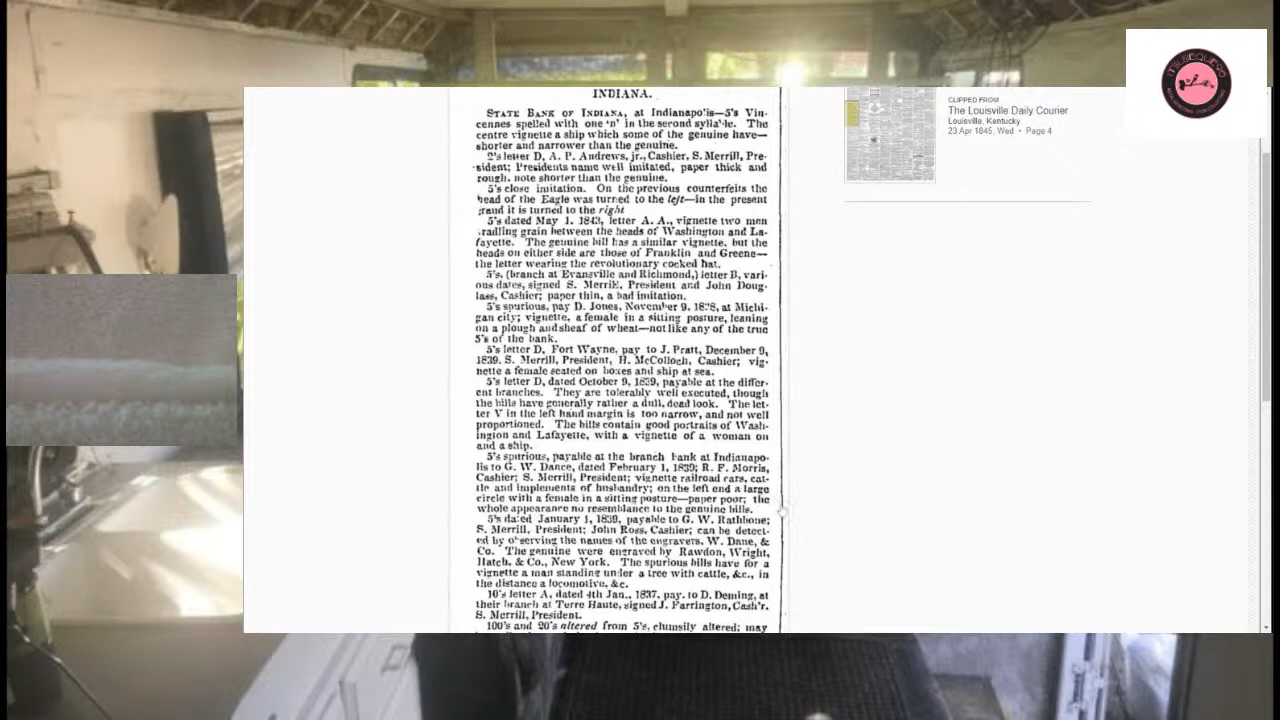 INDIANA.
STATE BANK OF INDIANA, at Indianapo'is—5's Vin-
cennes spelled with one 'n' in the second sylla'le. The
centre vignette a ship which some of the genuine have—
shorter and narrower than the genuine.
2's letter D, A. P. Andrews, jr., Cashier, S. Merrill, Pre-
sident; Presidents name well imitated, paper thick and
rough, note shorter than the genuine.
5's close imitation. On the previous counterfeits the
head of the Eagle was turned to the left—in the present
it is turned to the right
5's dated May 1, 1843, letter A. A., vignette two men
radling grain between the heads of Washington and La-
fayette. The genuine bill has a similar vignette, but the
heads on either side are those of Franklin and Greene—
the letter wearing the revolutionary cocked hat.
5's, (branch at Evansville and Richmond,) letter B, vari-
ous dates, signed S. Merrill, President and John Doug-
lass, Cashier; paper thin, a bad imitation.
5's spurious, pay D. Jones, November 9, 1838, at Michi-
gan city; vignette, a female in a sitting posture, leaning
on a plough and sheaf of wheat—not like any of the true
5's of the bank.
5's letter D, Fort Wayne, pay to J. Pratt, December 9,
1839. S. Merrill, President, H. McColloch, Cashier; vig-
nette a female seated on boxes and ship at sea.
5's letter D, dated October 9, 1839, payable at the differ-
ent branches. They are tolerably well executed, though
the bills have generally rather a dull, dead look. The let-
ter V in the left hand margin is too narrow, and not well
proportioned. The bills contain good portraits of Wash-
ington and Lafayette, with a vignette of a woman on
and a ship.
5's spurious, payable at the branch bank at Indianapo-
lis to G. W. Dance, dated February 1, 1839; R. F. Morris,
Cashier; S. Merrill, President; vignette railroad cars, cat-
tle and implements of husbandry; on the left end a large
circle with a female in a sitting posture—paper poor; the
whole appearance no resemblance to the genuine bills.
5's dated January 1, 1839, payable to G. W. Rathbone;
S. Merrill, President; John Ross, Cashier; can be detect-
ed by observing the names of the engravers, W. Dane, &
Co. The genuine were engraved by Rawdon, Wright,
Hatch, & Co., New York. The spurious bills have for a
vignette a man standing under a tree with cattle, &c., in
the distance a locomotive, &c.
10's letter A, dated 4th Jan., 1837, pay. to D. Deming, at
their branch at Terre Haute, signed J. Farrington, Cash'r.
S. Merrill, President.
100's and 20's altered from 5's, clumsily altered; may
CLIPPED FROM
The Louisville Daily Courier
Louisville, Kentucky
23 Apr 1845, Wed • Page 4